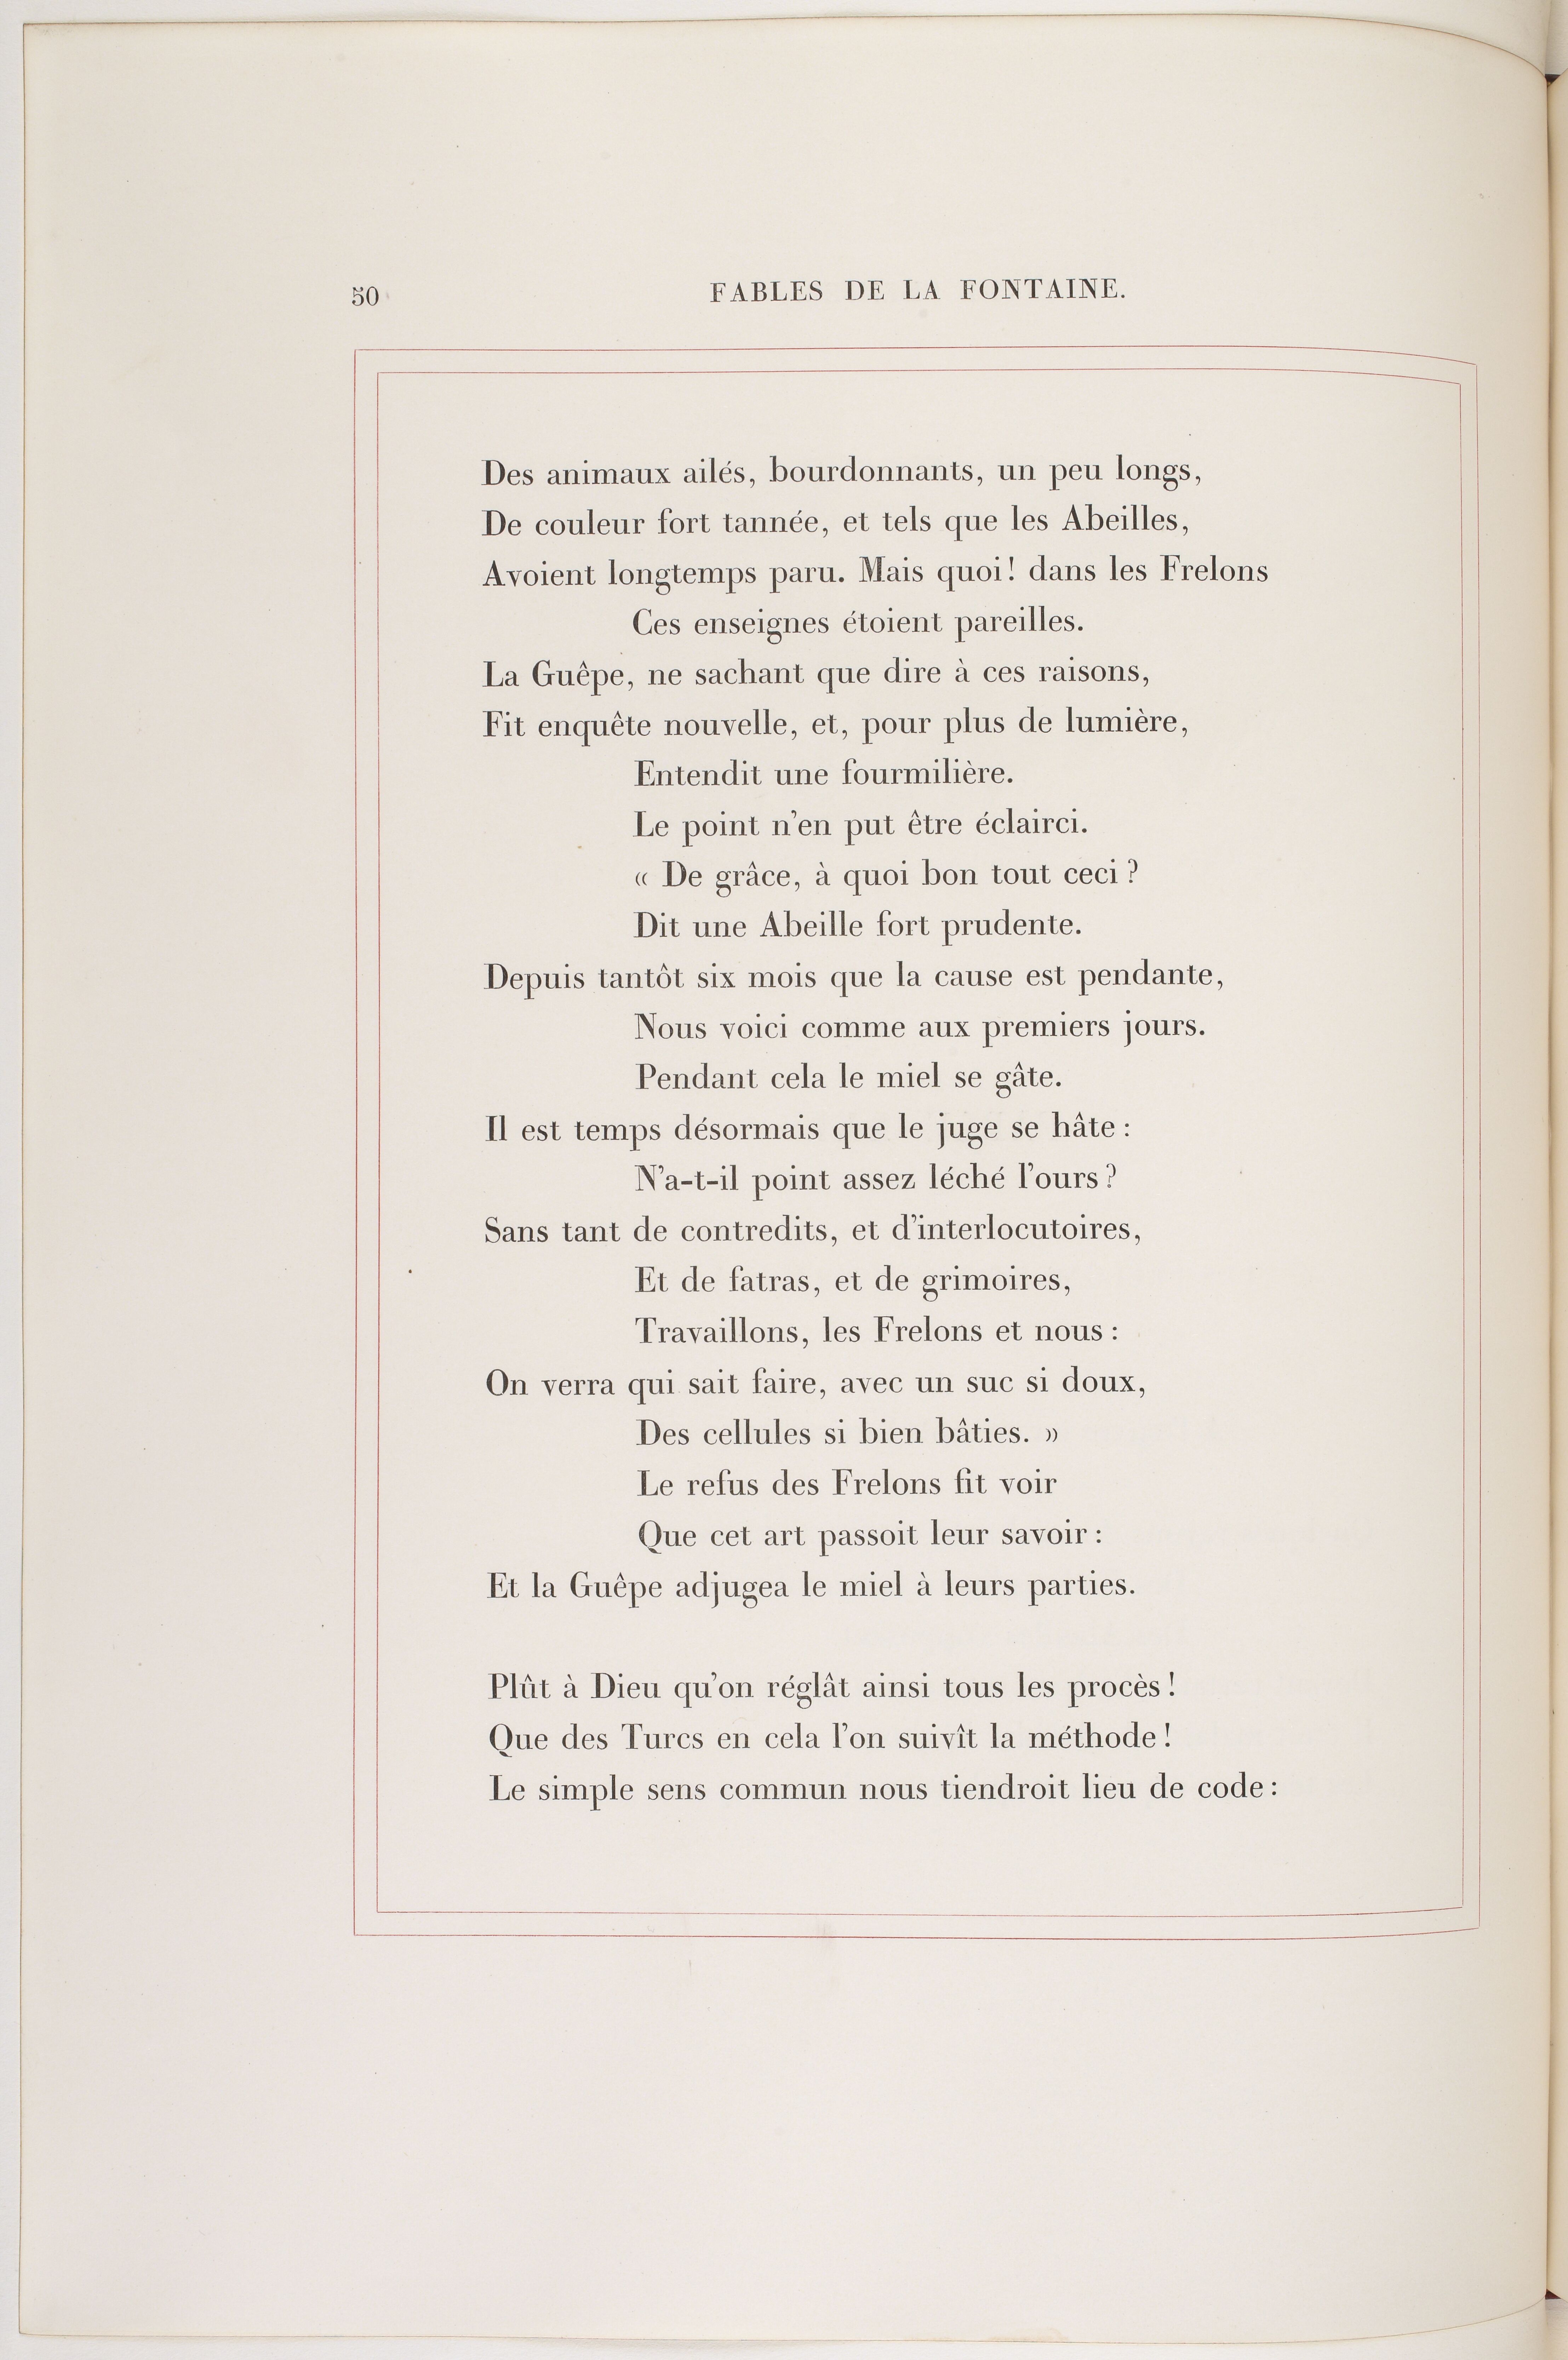 50
FABLES DE LA FONTAINE.
Des animaux ailés, bourdonnants, un peu longs,
De couleur fort tannée, et tels que les Abeilles,
Avoient longtemps paru. Mais quoi! dans les Frelons
Ces enseignes étoient pareilles.
La Guêpe, ne sachant que dire à ces raisons,
Fit enquête nouvelle, et, pour plus de lumière,
Entendit une fourmilière.
Le point n'en put être éclairci.
« De grâce, à quoi bon tout ceci ?
Dit une Abeille fort prudente.
Depuis tantôt six mois que la cause est pendante,
Nous voici comme aux premiers jours.
Pendant cela le miel se gâte.
Il est temps désormais que le juge se hâte :
N'a-t-il point assez léché l'ours ?
Sans tant de contredits, et d'interlocutoires,
Et de fatras, et de grimoires,
Travaillons, les Frelons et nous :
On verra qui sait faire, avec un suc si doux,
Des cellules si bien bâties. »
Le refus des Frelons fit voir
Que cet art passoit leur savoir :
Et la Guêpe adjugea le miel à leurs parties.
Plût à Dieu qu'on réglât ainsi tous les procès !
Que des Turcs en cela l'on suivît la méthode !
Le simple sens commun nous tiendroit lieu de code :